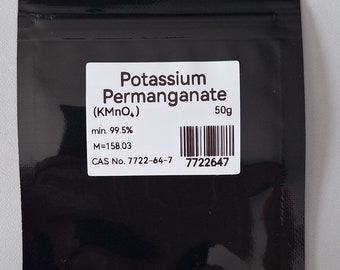 Potassium
Permanganate
(KMnO₄) 50g
min. 99.5%
M=158.03
CAS No. 7722-64-7
7722647